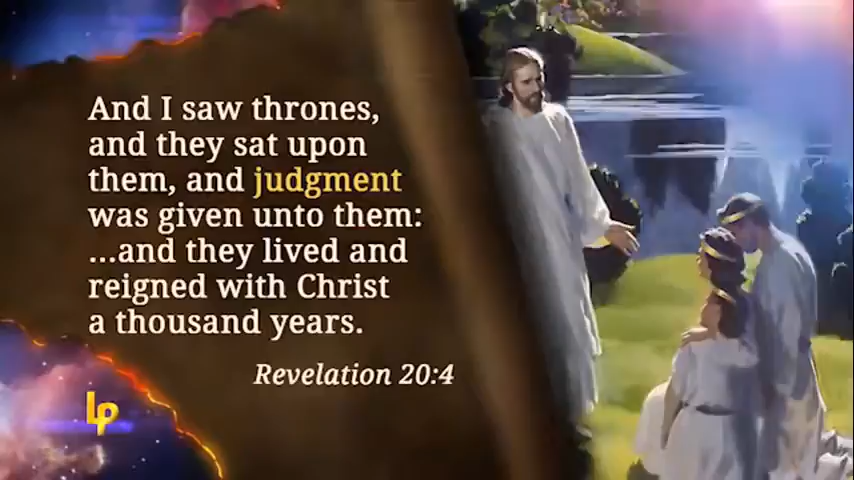 And I saw thrones,
and they sat upon
them, and judgment
was given unto them:
...and they lived and
reigned with Christ
a thousand years.
Revelation 20:4
Lp